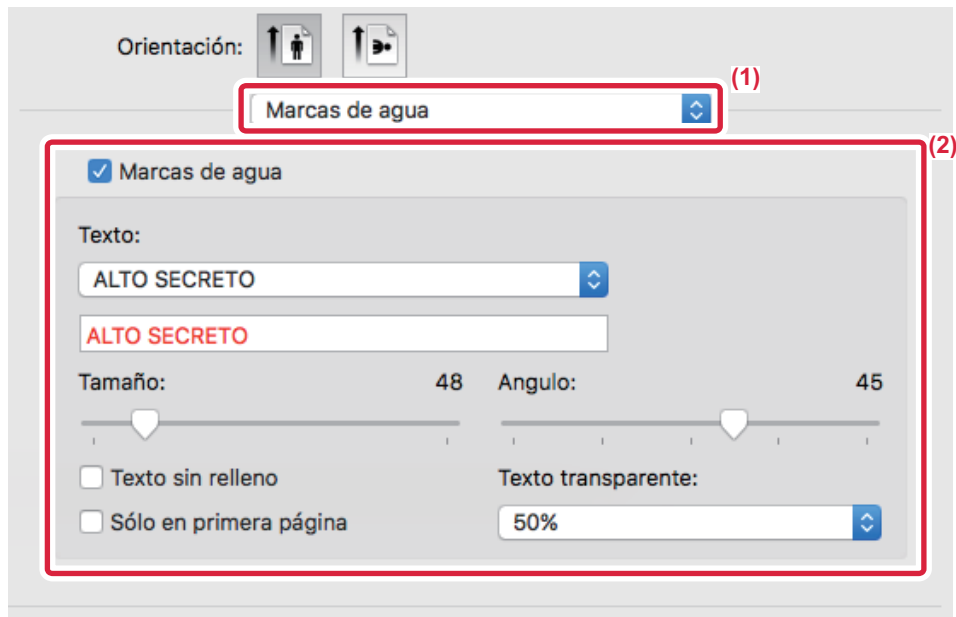 Orientación:
(1)
Marcas de agua
(2)
Marcas de agua
Texto:
ALTO SECRETO
ALTO SECRETO
Tamaño: 48 Angulo: 45
Texto sin relleno Texto transparente:
Sólo en primera página 50%